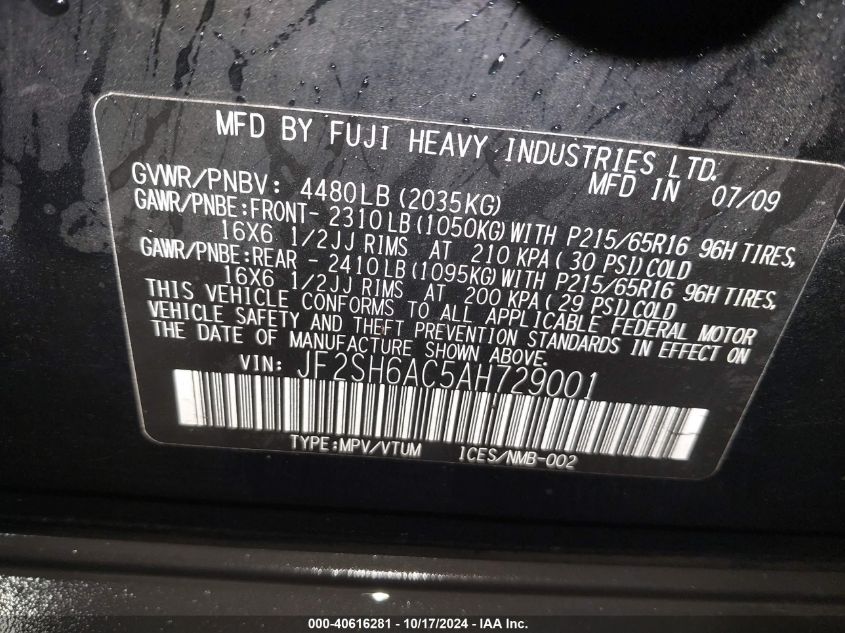 MFD BY FUJI HEAVY INDUSTRIES LTD.
MFD IN 07/09
GVWR/PNBV: 4480LB (2035KG)
GAWR/PNBE:FRONT- 2310LB(1050KG)WITH P215/65R16 96H TIRES,
16X6 1/2JJ RIMS AT 210 KPA( 30 PSI)COLD
GAWR/PNBE:REAR - 2410LB(1095KG)WITH P215/65R16 96H TIRES,
16X6 1/2JJ RIMS AT 200 KPA( 29 PSI)COLD
THIS VEHICLE CONFORMS TO ALL APPLICABLE FEDERAL MOTOR
VEHICLE SAFETY AND THEFT PREVENTION STANDARDS IN EFFECT ON
THE DATE OF MANUFACTURE SHOWN ABOVE.
VIN: JF2SH6AC5AH729001
TYPE:MPV/VTUM ICES/NMB-002
000-40616281 - 10/17/2024 - IAA Inc.